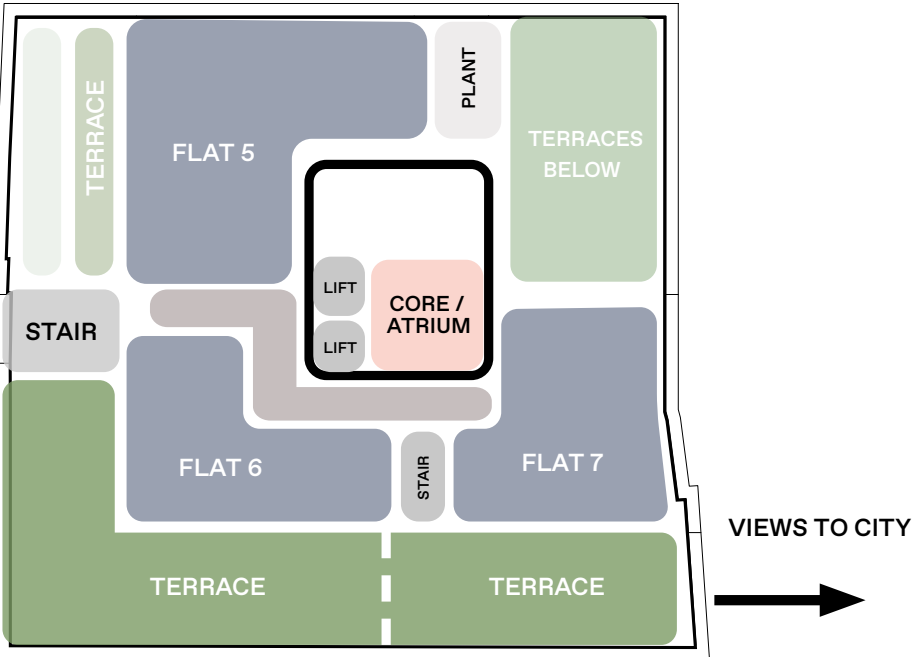 PLANT
TERRACE
FLAT 5
TERRACES
BELOW
LIFT
CORE /
ATRIUM
STAIR
LIFT
FLAT 6
STAIR
FLAT 7
VIEWS TO CITY
TERRACE
TERRACE